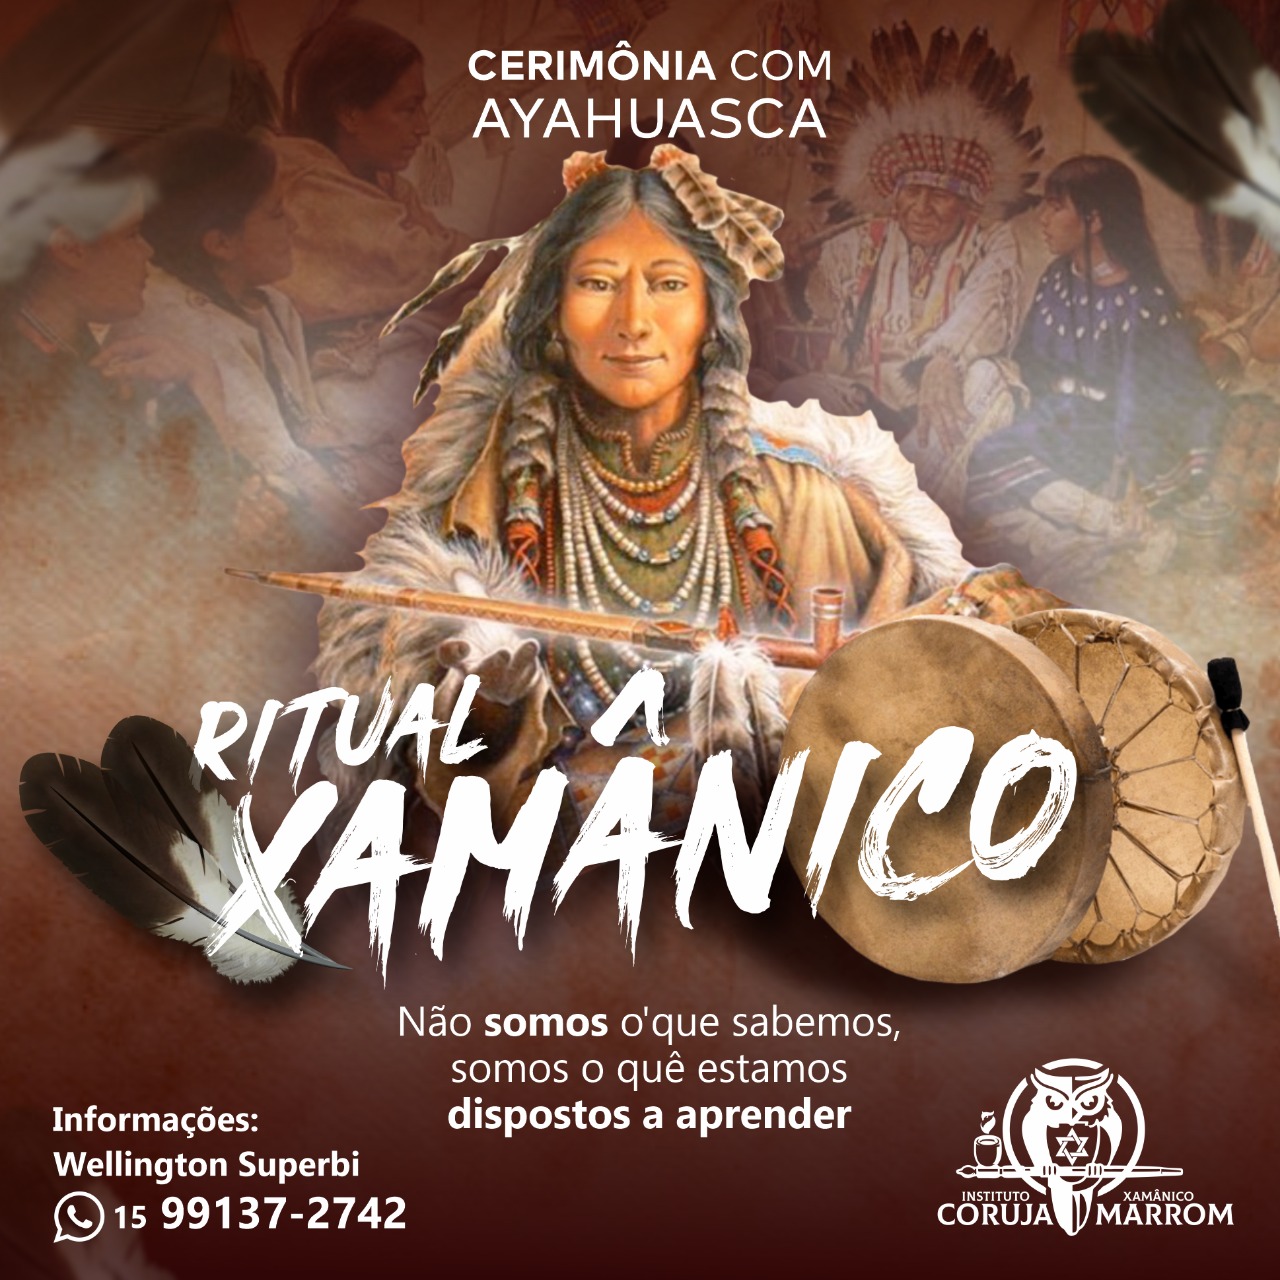 CERIMÔNIA COM
AYAHUASCA
RITUAL
XAMÂNICO
Não somos o'que sabemos,
somos o quê estamos
dispostos a aprender
Informações:
Wellington Superbi
15 99137-2742
INSTITUTO XAMÂNICO
CORUJA MARROM